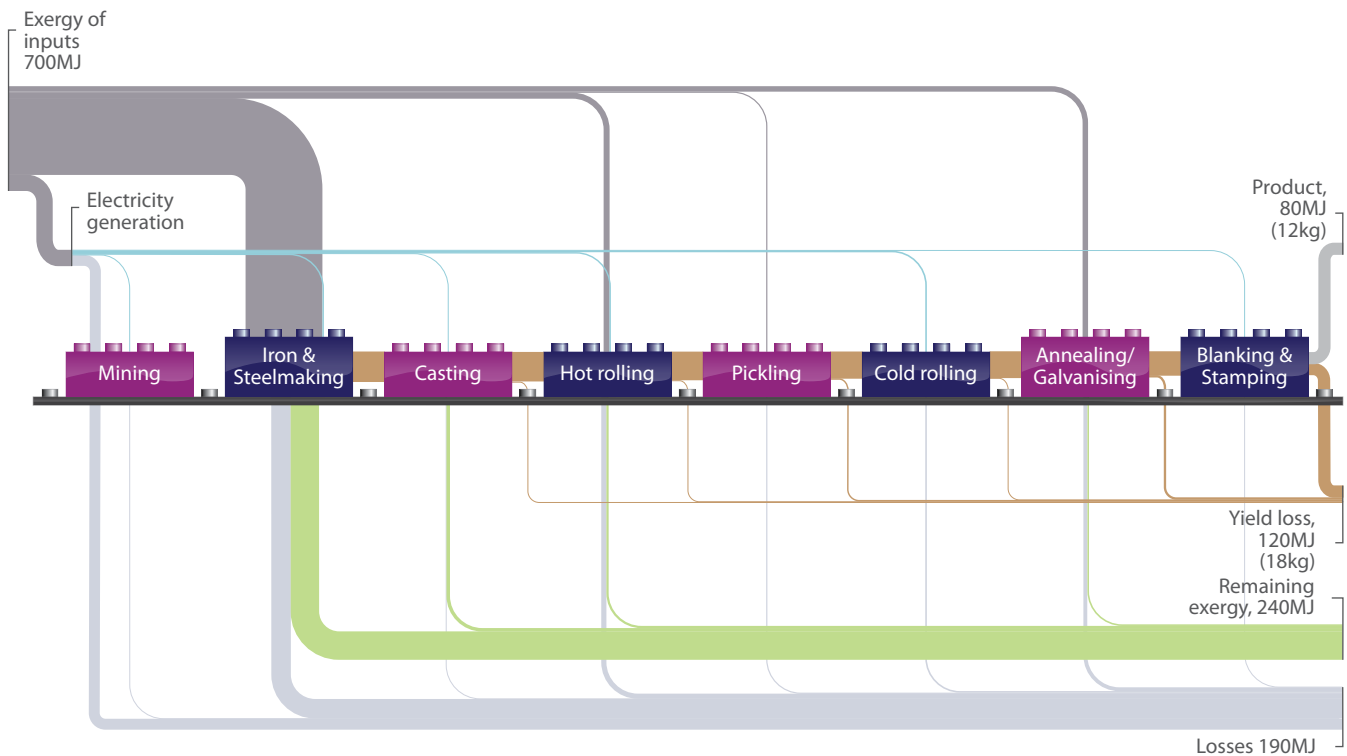 Exergy of
inputs
700MJ
Electricity
generation
Product,
80MJ
(12kg)
Mining
Iron &
Steelmaking
Casting
Hot rolling
Pickling
Cold rolling
Annealing/
Galvanising
Blanking &
Stamping
Yield loss,
120MJ
(18kg)
Remaining
exergy, 240MJ
Losses 190MJ